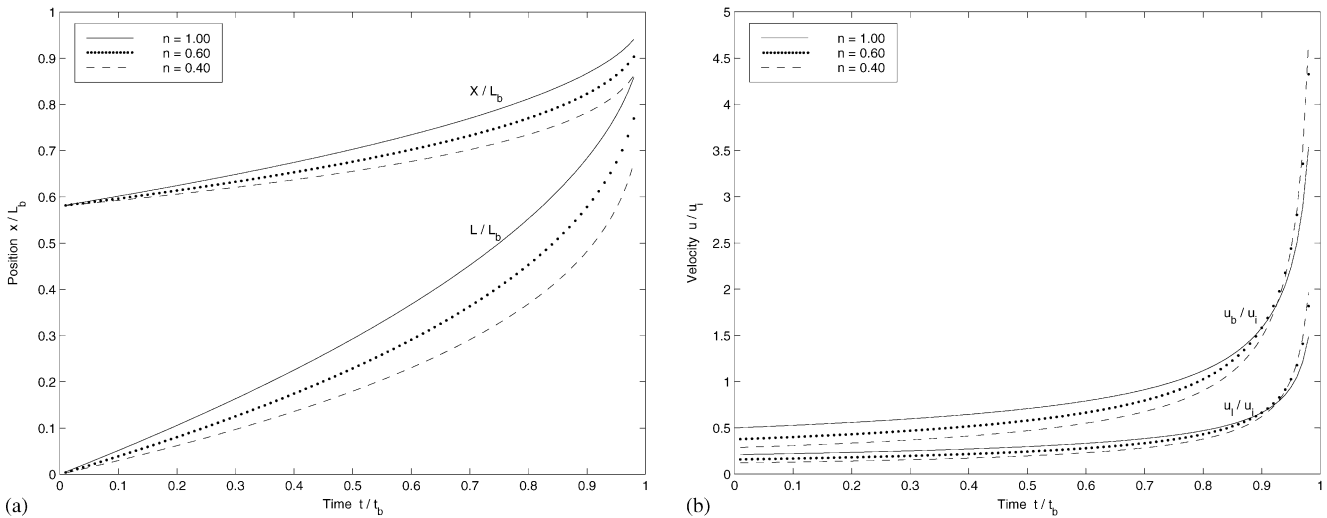 1
0.9
0.8
0.7
0.6
0.5
0.4
0.3
0.2
0.1
0
Position x / L_b
n = 1.00
n = 0.60
n = 0.40
X / L_b
L / L_b
0 0.1 0.2 0.3 0.4 0.5 0.6 0.7 0.8 0.9 1
Time t / t_b
(a)
5
4.5
4
3.5
3
2.5
2
1.5
1
0.5
0
Velocity u / u_i
n = 1.00
n = 0.60
n = 0.40
u_b / u_i
u_l / u_i
0 0.1 0.2 0.3 0.4 0.5 0.6 0.7 0.8 0.9 1
Time t / t_b
(b)